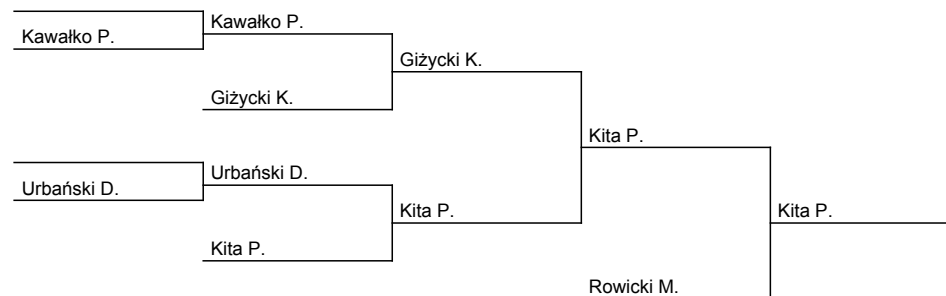 Kawałko P.
Kawałko P.
Giżycki K.
Giżycki K.
Kita P.
Urbański D.
Urbański D.
Kita P.
Kita P.
Kita P.
Rowicki M.